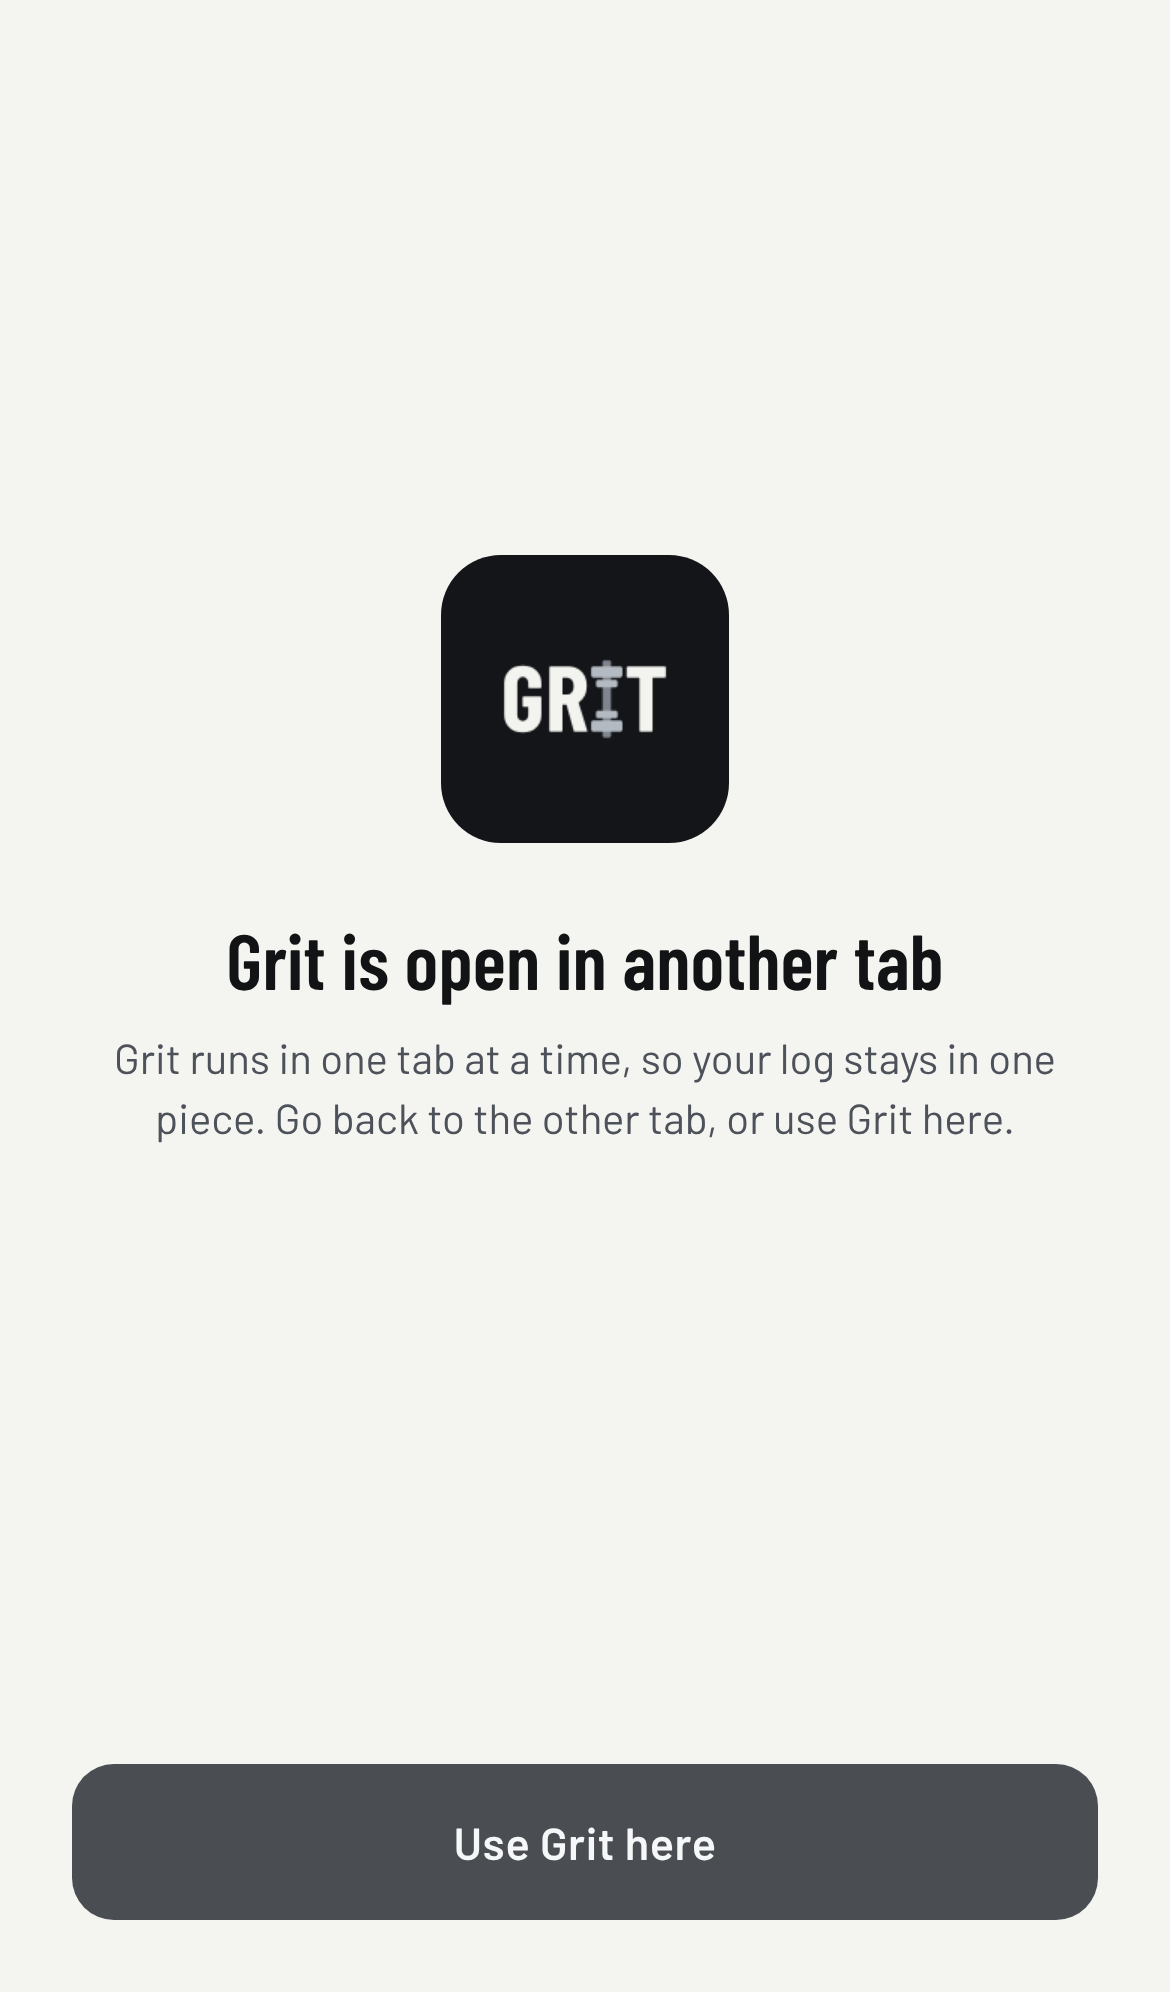 GRIT
Grit is open in another tab
Grit runs in one tab at a time, so your log stays in one
piece. Go back to the other tab, or use Grit here.
Use Grit here